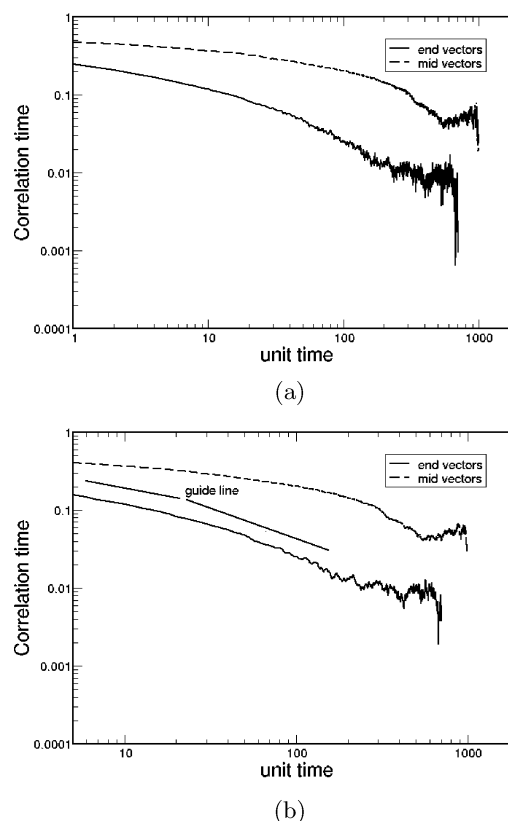 1
end vectors
mid vectors
0.1
0.01
0.001
0.0001
Correlation time
1
10
100
1000
unit time
(a)
1
end vectors
mid vectors
guide line
0.1
0.01
0.001
0.0001
Correlation time
10
100
1000
unit time
(b)